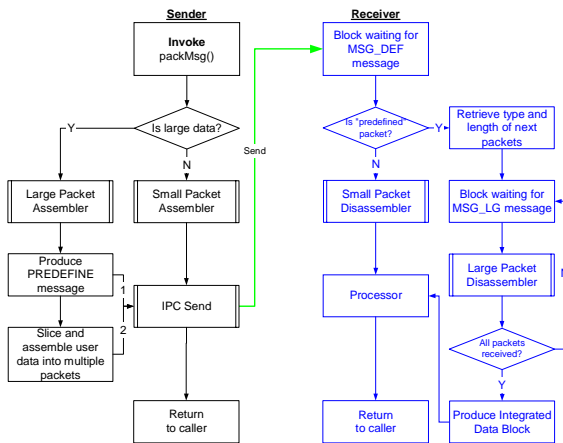 Sender
Invoke
packMsg()
Is large data?
Y
N
Large Packet
Assembler
Small Packet
Assembler
Produce
PREDEFINE
message
1
2
IPC Send
Slice and
assemble user
data into multiple
packets
Return
to caller
Send
Receiver
Block waiting for
MSG_DEF
message
Is "predefined"
packet?
Y
N
Retrieve type and
length of next
packets
Small Packet
Disassembler
Block waiting for
MSG_LG message
Large Packet
Disassembler
N
Processor
All packets
received?
Y
Return
to caller
Produce Integrated
Data Block